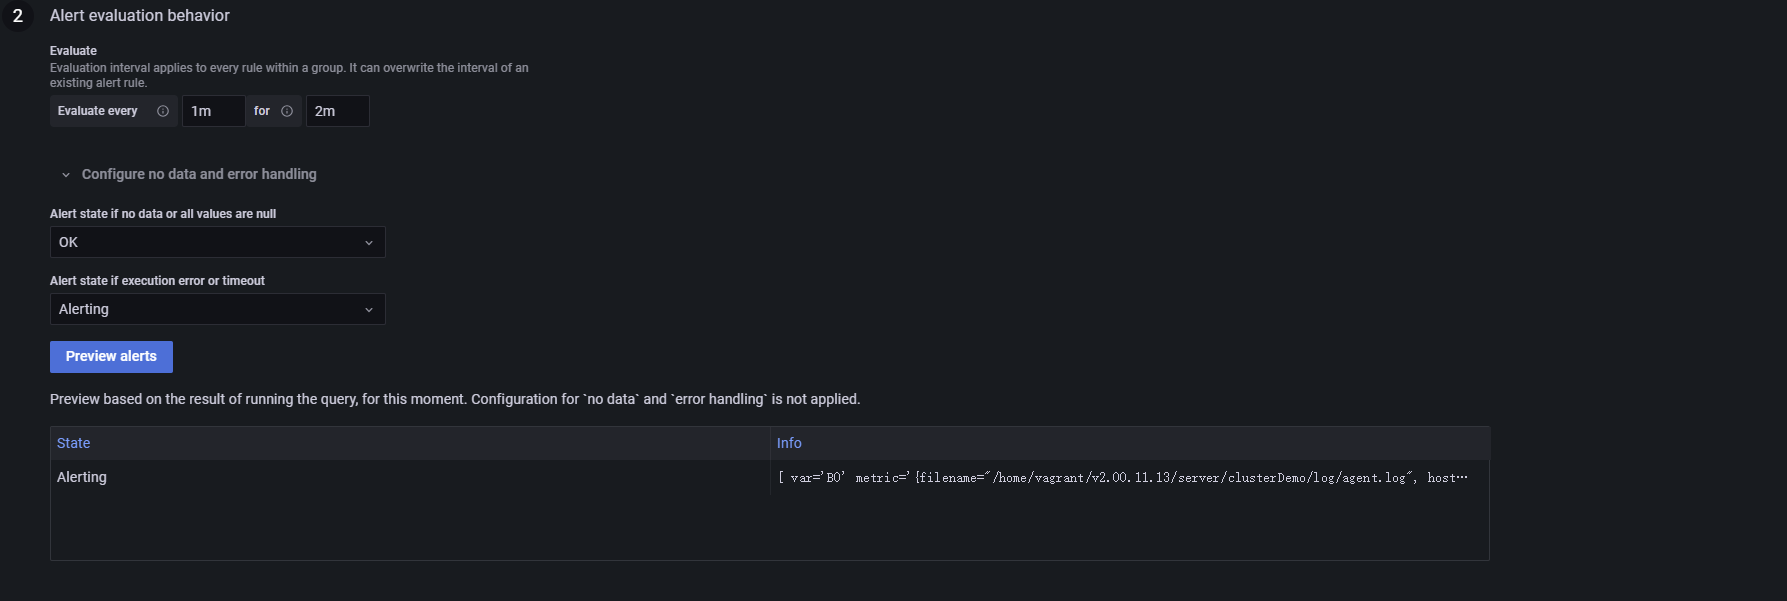 2 Alert evaluation behavior
Evaluate
Evaluation interval applies to every rule within a group. It can overwrite the interval of an
existing alert rule.
Evaluate every 1m for 2m
Configure no data and error handling
Alert state if no data or all values are null
OK
Alert state if execution error or timeout
Alerting
Preview alerts
Preview based on the result of running the query, for this moment. Configuration for `no data` and `error handling` is not applied.
State Info
Alerting [ var='B0' metric='{filename="/home/vagrant/v2.00.11.13/server/clusterDemo/log/agent.log", host…